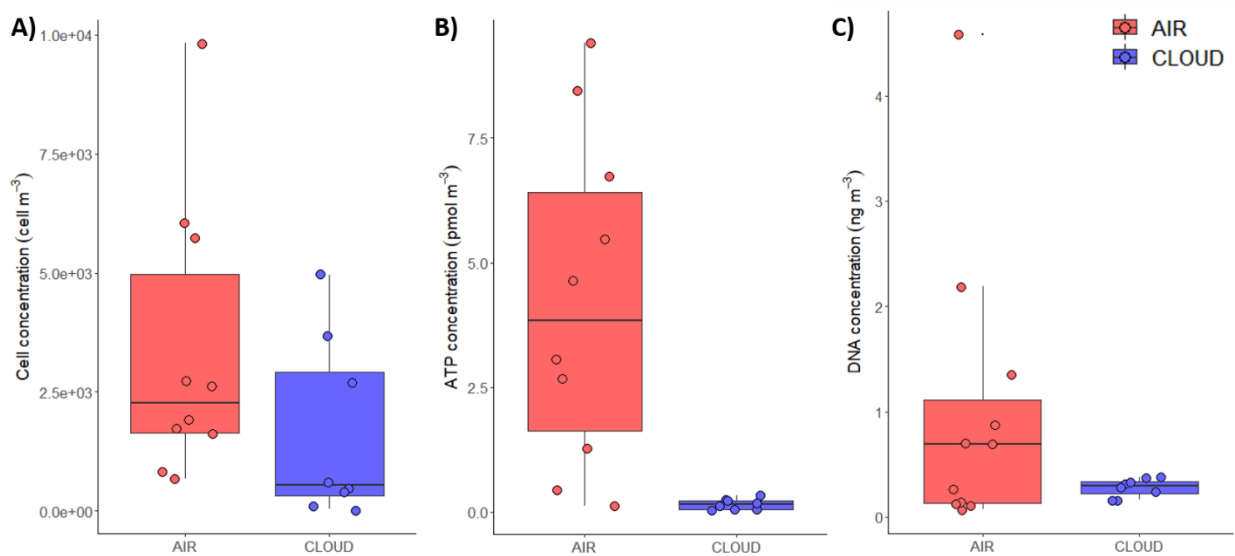 A)
Cell concentration (cell m⁻³)
1.0e+04
7.5e+03
5.0e+03
2.5e+03
0.0e+00
AIR CLOUD
B)
ATP concentration (pmol m⁻³)
7.5
5.0
2.5
0.0
AIR CLOUD
C)
DNA concentration (ng m⁻³)
4
3
2
1
0
AIR CLOUD
AIR
CLOUD